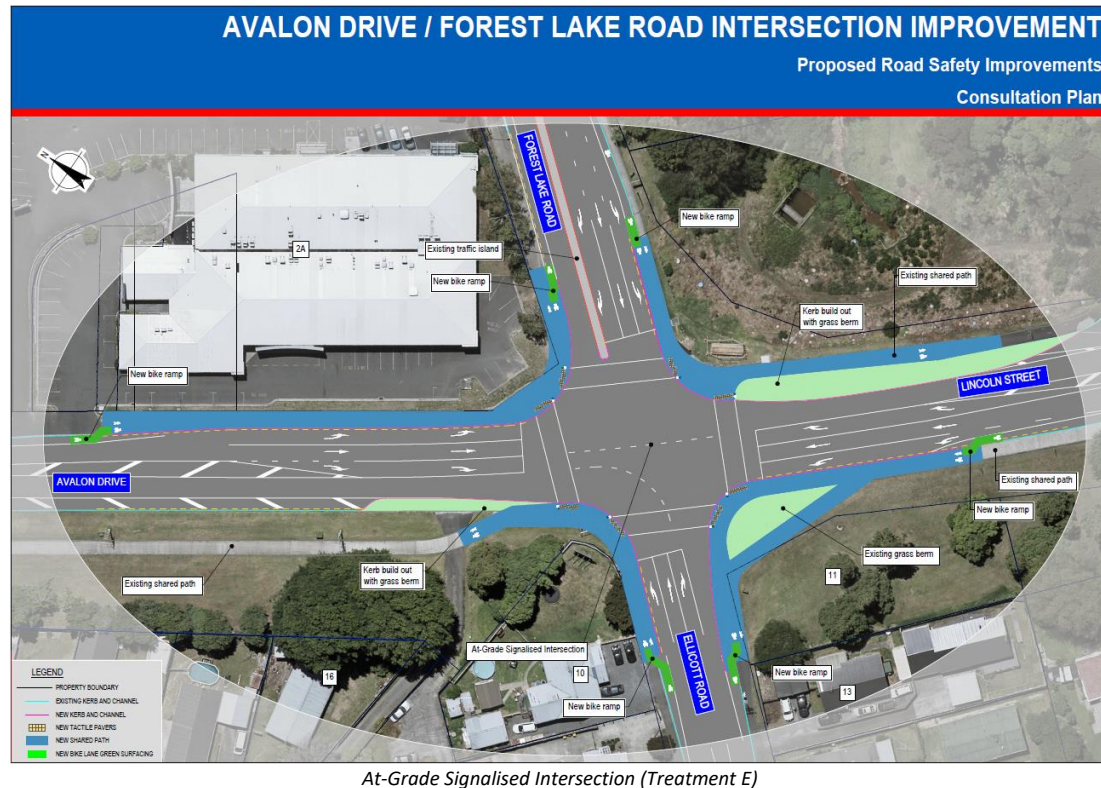 AVALON DRIVE / FOREST LAKE ROAD INTERSECTION IMPROVEMENT
Proposed Road Safety Improvements
Consultation Plan
N
FOREST LAKE ROAD
2A
Existing traffic island
New bike ramp
New bike ramp
Existing shared path
Kerb build out
with grass berm
New bike ramp
LINCOLN STREET
AVALON DRIVE
Existing shared path
New bike ramp
Existing shared path
Kerb build out
with grass berm
Existing grass berm
11
At-Grade Signalised Intersection
10
16
New bike ramp
13
New bike ramp
ELLICOTT ROAD
LEGEND
PROPERTY BOUNDARY
EXISTING KERB AND CHANNEL
NEW KERB AND CHANNEL
NEW TACTILE PAVERS
NEW SHARED PATH
NEW BIKE LANE GREEN SURFACING
At-Grade Signalised Intersection (Treatment E)